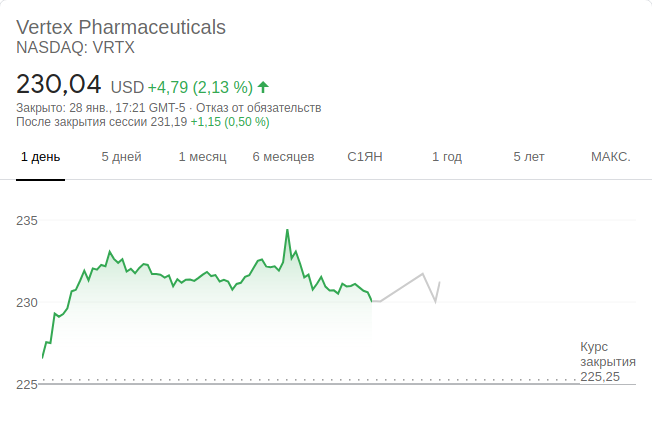 Vertex Pharmaceuticals
NASDAQ: VRTX
230,04 USD +4,79 (2,13 %)
Закрыто: 28 янв., 17:21 GMT-5 · Отказ от обязательств
После закрытия сессии 231,19 +1,15 (0,50 %)
1 день 5 дней 1 месяц 6 месяцев С1ЯН 1 год 5 лет МАКС.
235
230
Курс
закрытия
225,25
225